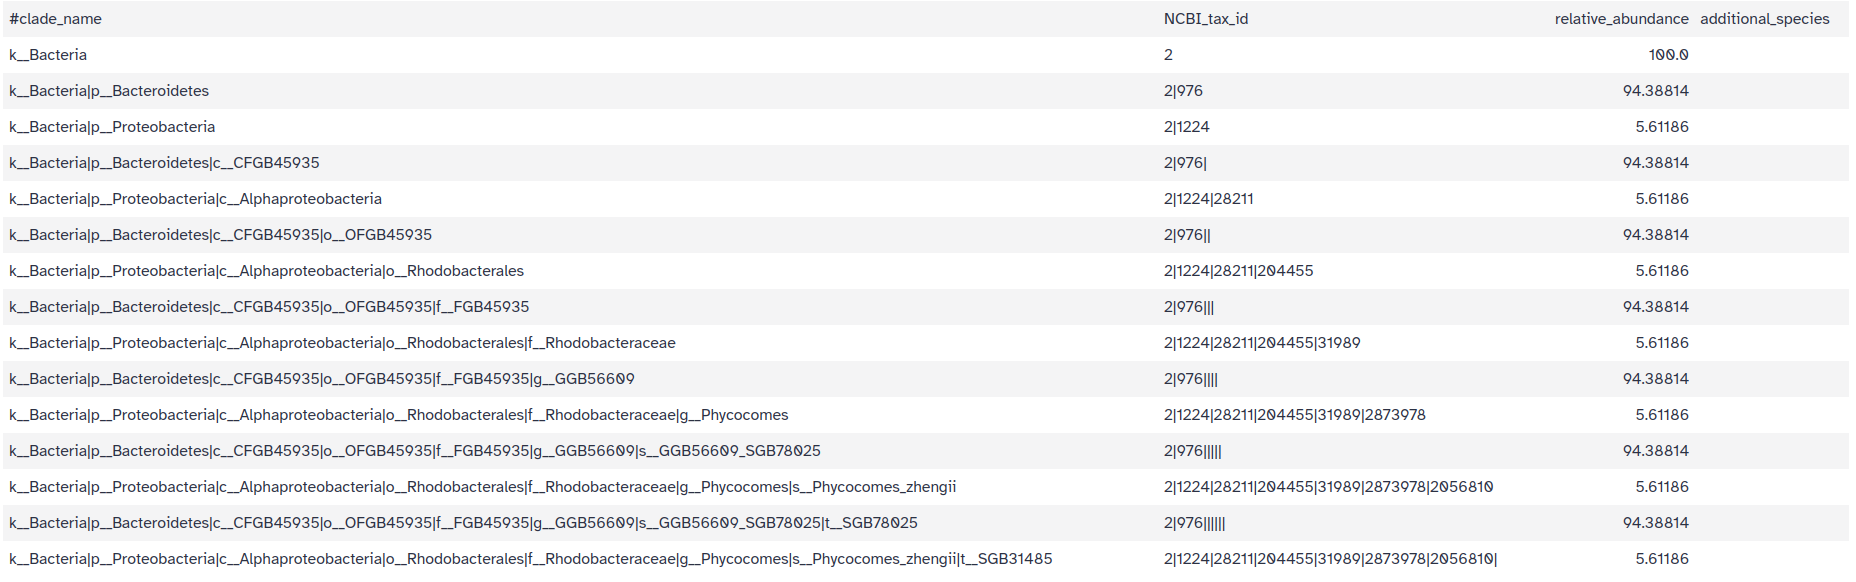 #clade_name NCBI_tax_id relative_abundance additional_species
k__Bacteria 2 100.0
k__Bacteria|p__Bacteroidetes 2|976 94.38814
k__Bacteria|p__Proteobacteria 2|1224 5.61186
k__Bacteria|p__Bacteroidetes|c__CFGB45935 2|976| 94.38814
k__Bacteria|p__Proteobacteria|c__Alphaproteobacteria 2|1224|28211 5.61186
k__Bacteria|p__Bacteroidetes|c__CFGB45935|o__OFGB45935 2|976|| 94.38814
k__Bacteria|p__Proteobacteria|c__Alphaproteobacteria|o__Rhodobacterales 2|1224|28211|204455 5.61186
k__Bacteria|p__Bacteroidetes|c__CFGB45935|o__OFGB45935|f__FGB45935 2|976||| 94.38814
k__Bacteria|p__Proteobacteria|c__Alphaproteobacteria|o__Rhodobacterales|f__Rhodobacteraceae 2|1224|28211|204455|31989 5.61186
k__Bacteria|p__Bacteroidetes|c__CFGB45935|o__OFGB45935|f__FGB45935|g__GGB56609 2|976|||| 94.38814
k__Bacteria|p__Proteobacteria|c__Alphaproteobacteria|o__Rhodobacterales|f__Rhodobacteraceae|g__Phycocomes 2|1224|28211|204455|31989|2873978 5.61186
k__Bacteria|p__Bacteroidetes|c__CFGB45935|o__OFGB45935|f__FGB45935|g__GGB56609|s__GGB56609_SGB78025 2|976||||| 94.38814
k__Bacteria|p__Proteobacteria|c__Alphaproteobacteria|o__Rhodobacterales|f__Rhodobacteraceae|g__Phycocomes|s__Phycocomes_zhengii 2|1224|28211|204455|31989|2873978|2056810 5.61186
k__Bacteria|p__Bacteroidetes|c__CFGB45935|o__OFGB45935|f__FGB45935|g__GGB56609|s__GGB56609_SGB78025|t__SGB78025 2|976|||||| 94.38814
k__Bacteria|p__Proteobacteria|c__Alphaproteobacteria|o__Rhodobacterales|f__Rhodobacteraceae|g__Phycocomes|s__Phycocomes_zhengii|t__SGB31485 2|1224|28211|204455|31989|2873978|2056810| 5.61186